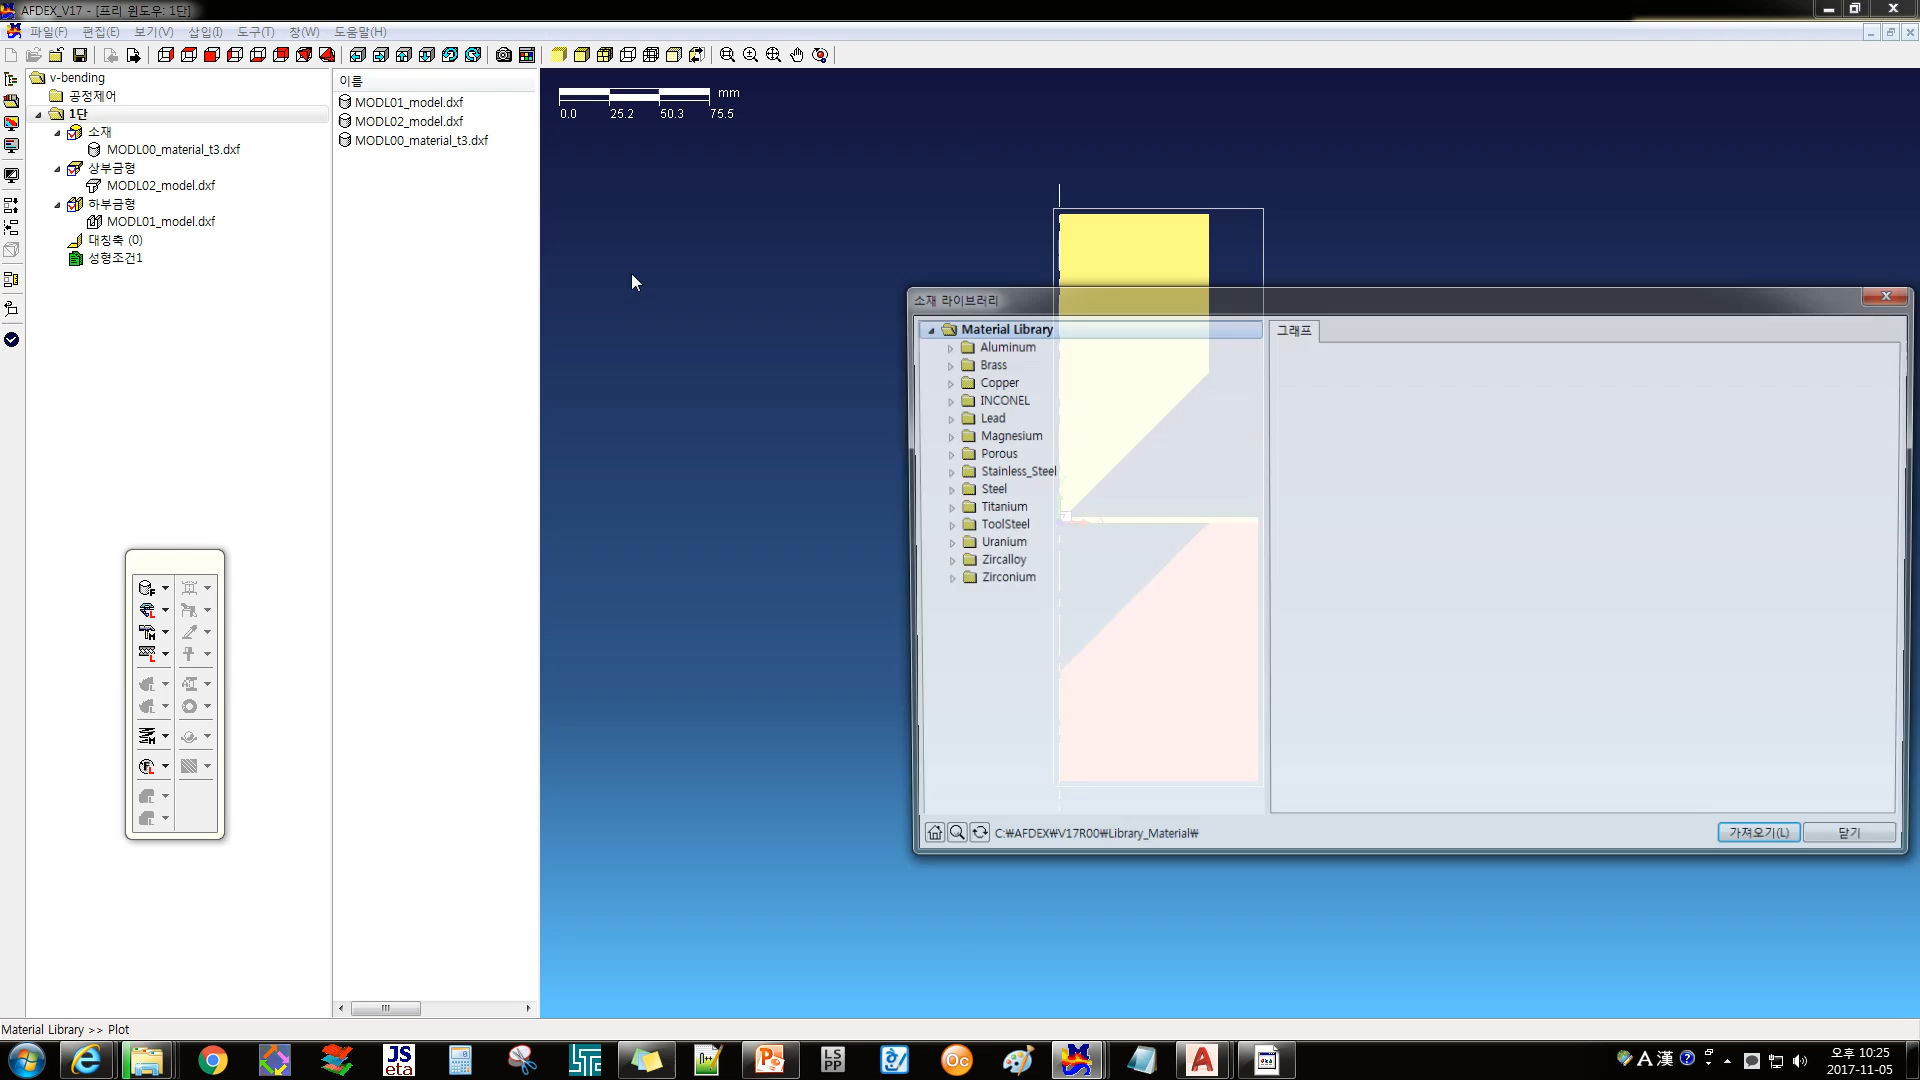 AFDEX_V17 - [프리 윈도우: 1단]
파일(F) 편집(E) 보기(V) 삽입(I) 도구(T) 창(W) 도움말(H)
v-bending
공정제어
1단
소재
MODL00_material_t3.dxf
상부금형
MODL02_model.dxf
하부금형
MODL01_model.dxf
대칭축 (0)
성형조건1
이름
MODL01_model.dxf
MODL02_model.dxf
MODL00_material_t3.dxf
mm
0.0 25.2 50.3 75.5
소재 라이브러리
Material Library
Aluminum
Brass
Copper
INCONEL
Lead
Magnesium
Porous
Stainless_Steel
Steel
Titanium
ToolSteel
Uranium
Zircalloy
Zirconium
그래프
C:₩AFDEX₩V17R00₩Library_Material₩
가져오기(L) 닫기
Material Library >> Plot
JS
eta
LS
PP
Oc
A 漢
오후 10:25
2017-11-05